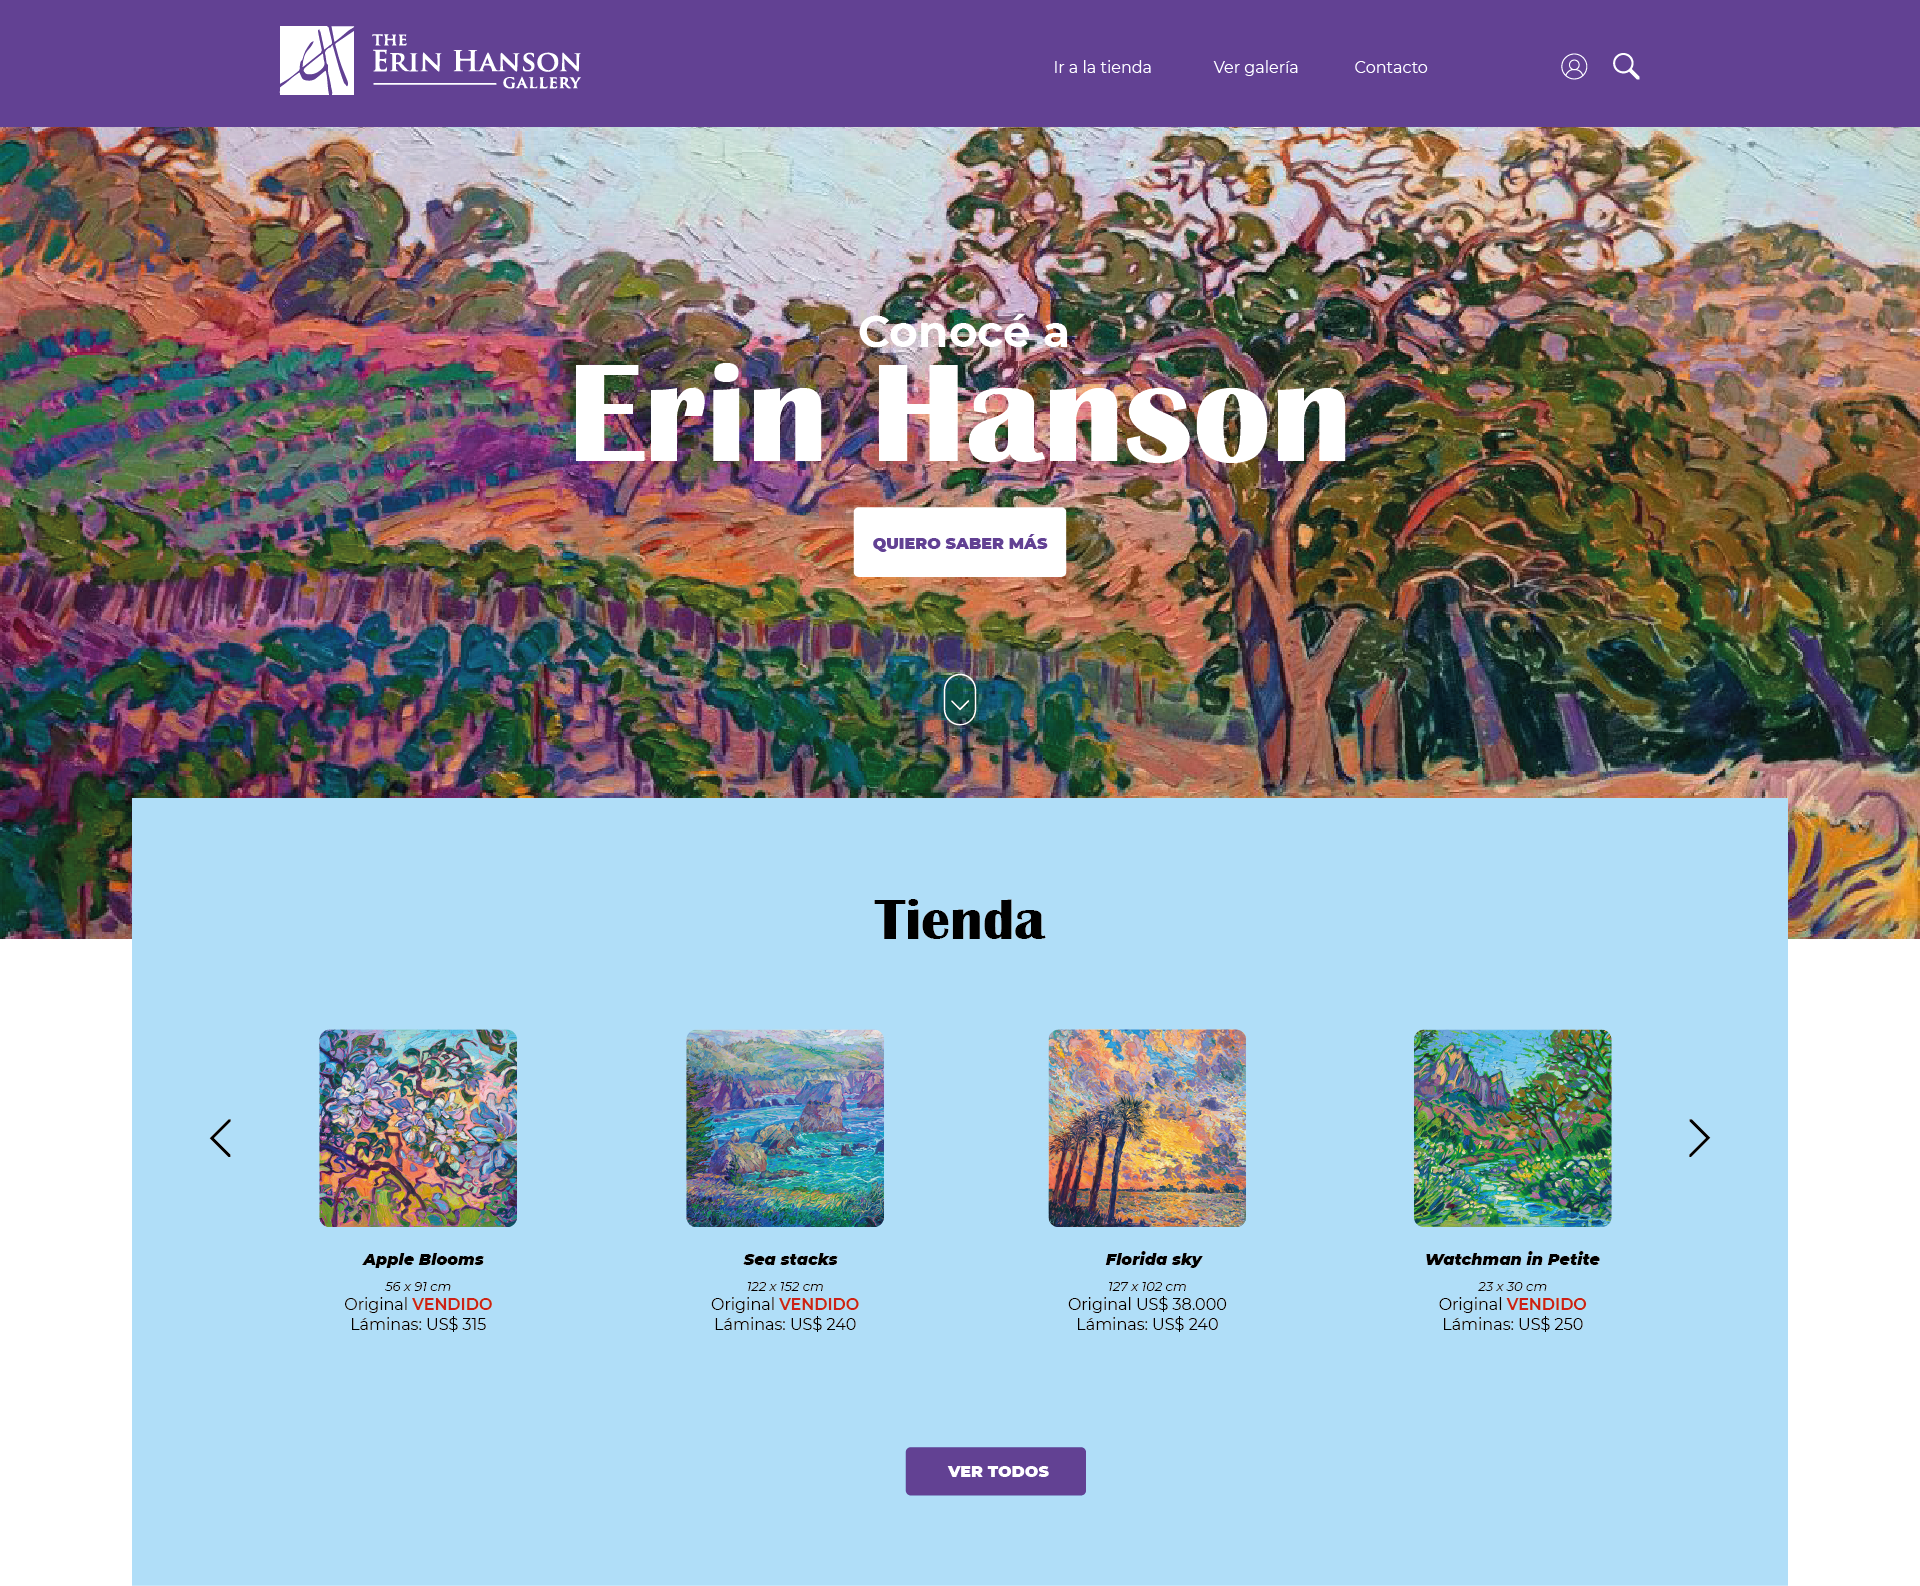 THE
ERIN HANSON
GALLERY
Ir a la tienda
Ver galería
Contacto
Conocé a
Erin Hanson
QUIERO SABER MÁS
Tienda
Apple Blooms
56 x 91 cm
Original VENDIDO
Láminas: US$ 315
Sea stacks
122 x 152 cm
Original VENDIDO
Láminas: US$ 240
Florida sky
127 x 102 cm
Original US$ 38.000
Láminas: US$ 240
Watchman in Petite
23 x 30 cm
Original VENDIDO
Láminas: US$ 250
VER TODOS